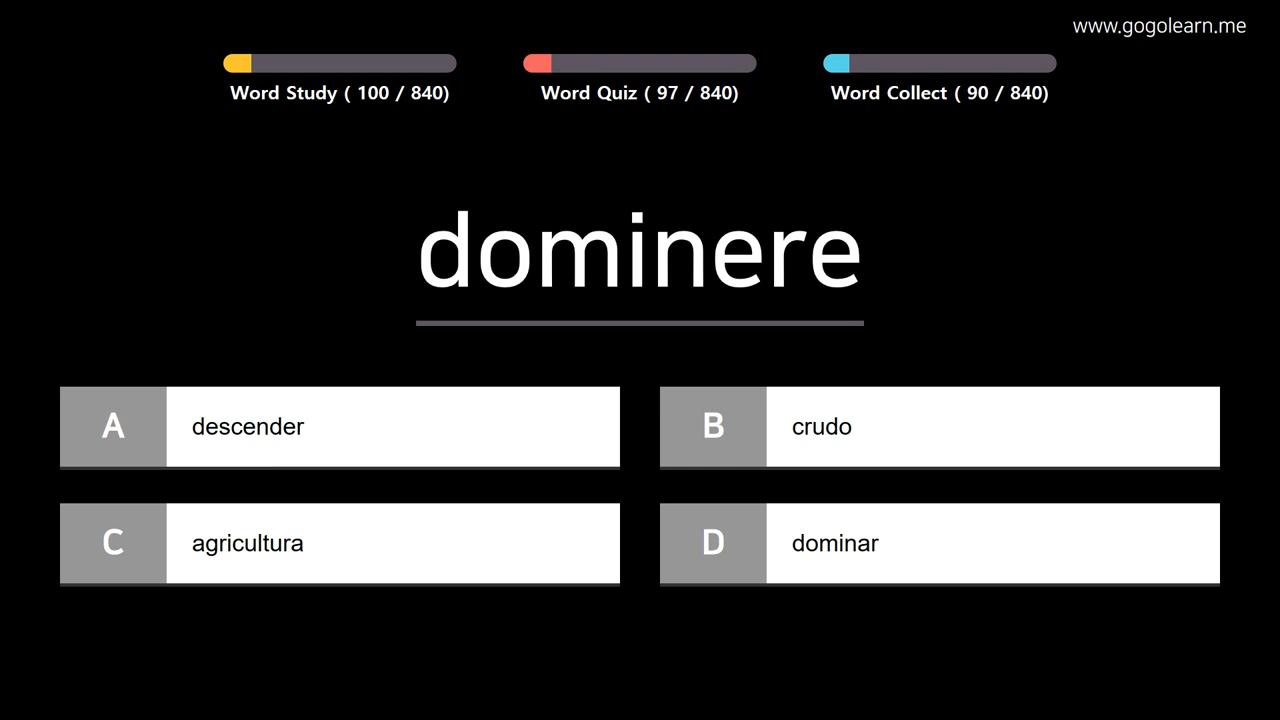 www.gogolearn.me
Word Study ( 100 / 840)
Word Quiz ( 97 / 840)
Word Collect ( 90 / 840)
dominere
A descender
B crudo
C agricultura
D dominar